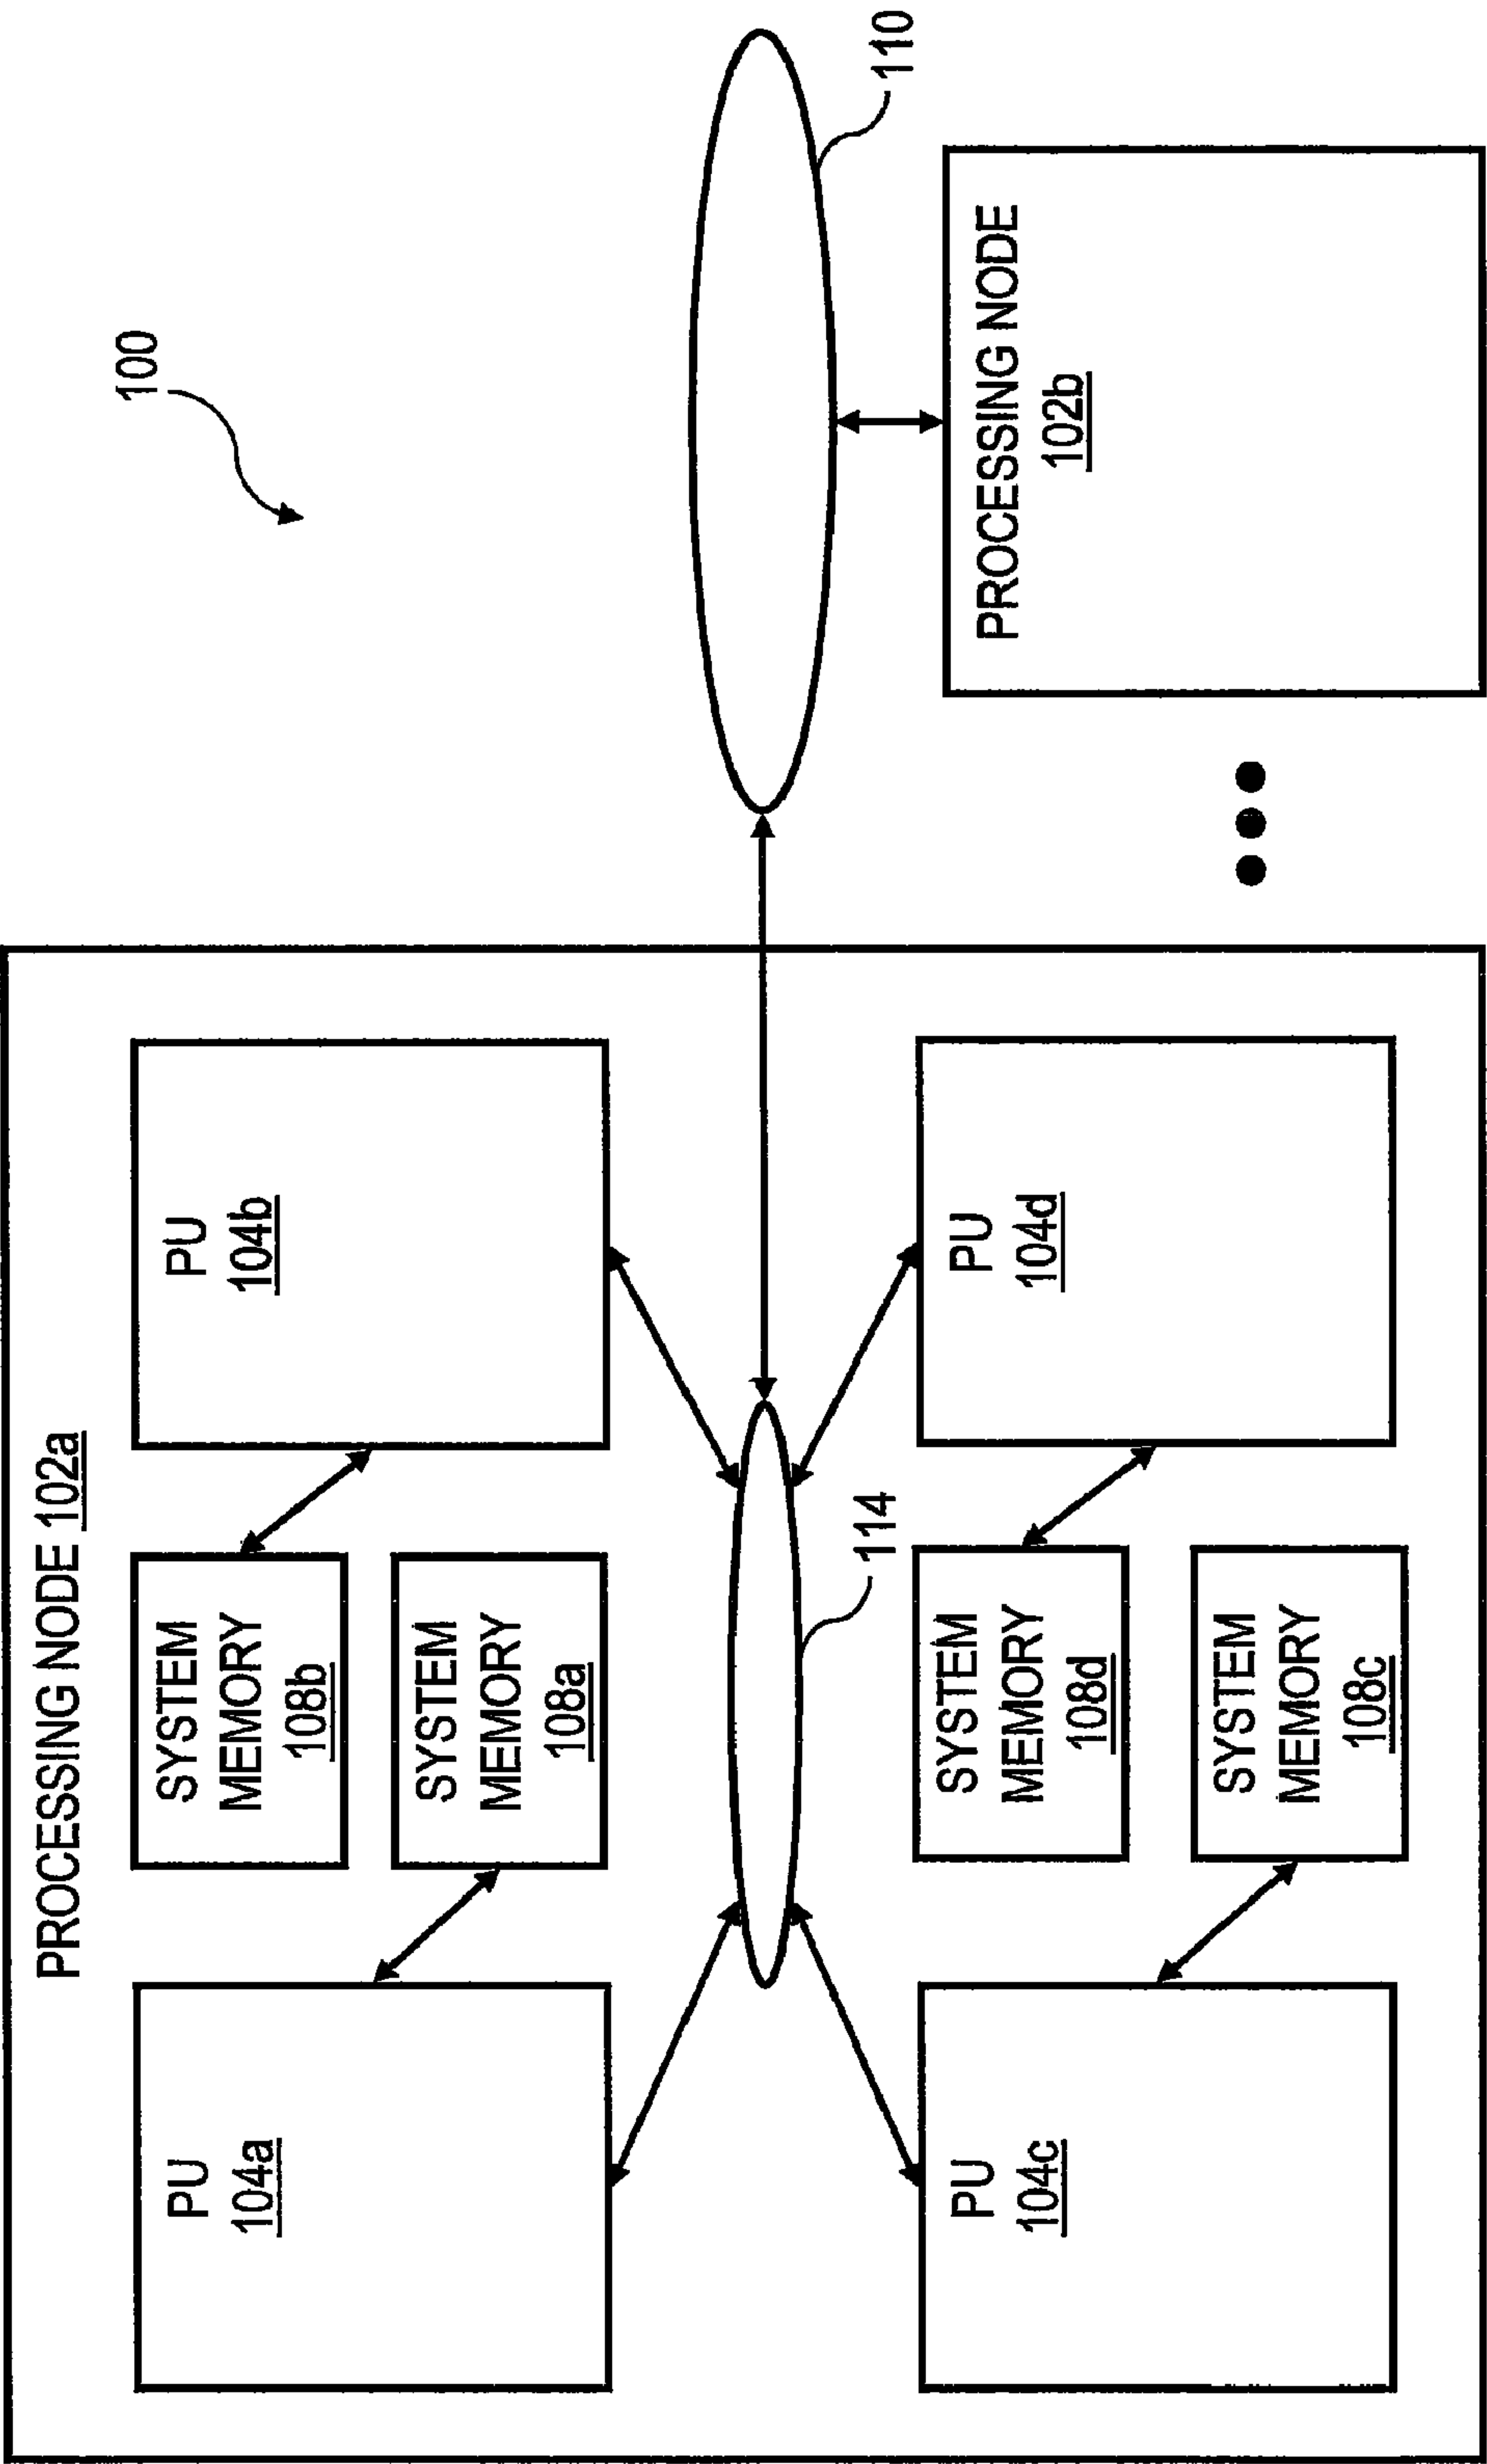 100
PROCESSING NODE 102a
PU
104a
SYSTEM
MEMORY
108b
SYSTEM
MEMORY
108a
PU
104b
114
110
PU
104c
SYSTEM
MEMORY
108d
SYSTEM
MEMORY
108c
PU
104d
PROCESSING NODE
102b